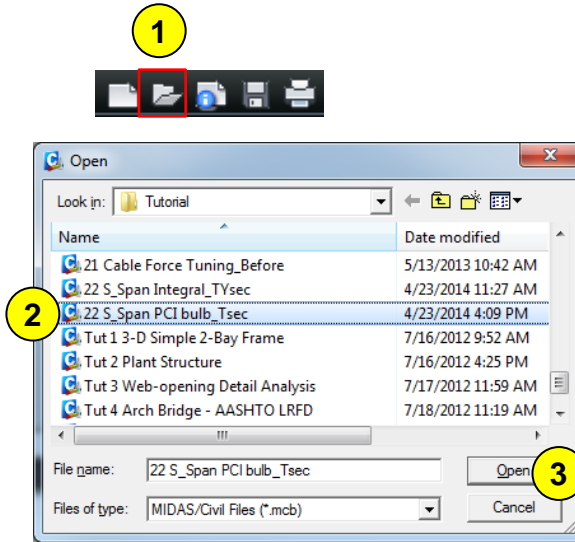 1
Open
Look in: Tutorial
Name Date modified
21 Cable Force Tuning_Before 5/13/2013 10:42 AM
22 S_Span Integral_TYsec 4/23/2014 11:27 AM
2 22 S_Span PCI bulb_Tsec 4/23/2014 4:09 PM
Tut 1 3-D Simple 2-Bay Frame 7/16/2012 9:52 AM
Tut 2 Plant Structure 7/16/2012 4:25 PM
Tut 3 Web-opening Detail Analysis 7/17/2012 11:59 AM
Tut 4 Arch Bridge - AASHTO LRFD 7/18/2012 11:19 AM
File name: 22 S_Span PCI bulb_Tsec Open 3
Files of type: MIDAS/Civil Files (*.mcb) Cancel